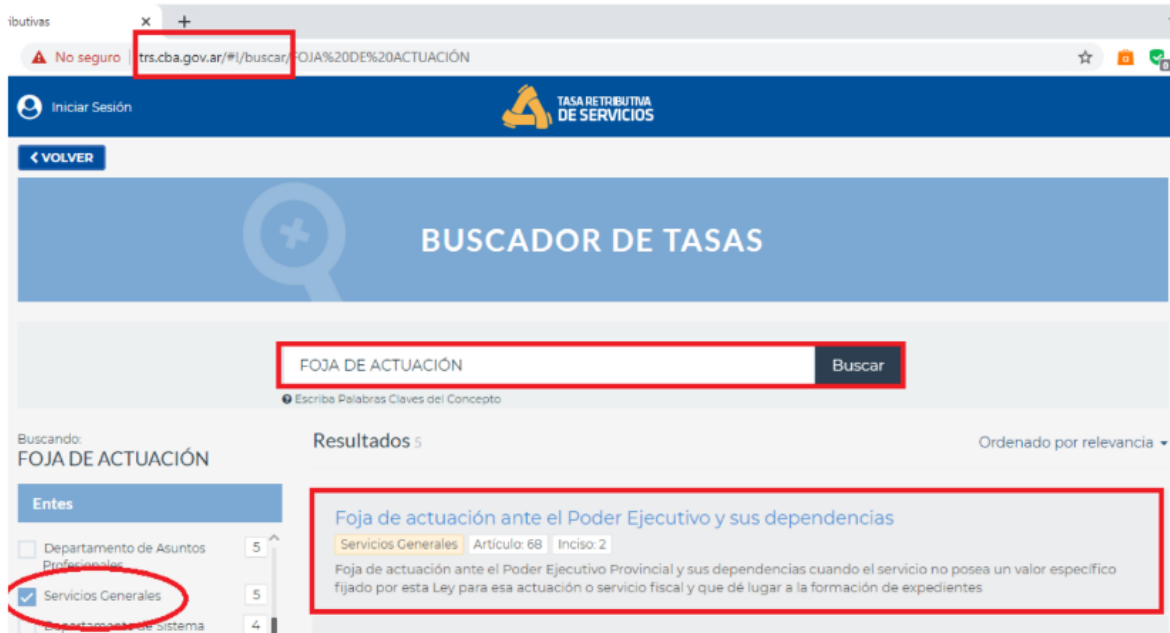 ibutivas
No seguro trs.cba.gov.ar/#!/buscar/FOJA%20DE%20ACTUACIÓN
Iniciar Sesión
TASA RETRIBUTIVA
DE SERVICIOS
VOLVER
BUSCADOR DE TASAS
FOJA DE ACTUACIÓN Buscar
Escriba Palabras Claves del Concepto
Buscando:
FOJA DE ACTUACIÓN
Resultados 5
Ordenado por relevancia
Entes
Departamento de Asuntos 5
Profesionales
Servicios Generales 5
Departamento de Sistema 4
Foja de actuación ante el Poder Ejecutivo y sus dependencias
Servicios Generales Artículo: 68 Inciso: 2
Foja de actuación ante el Poder Ejecutivo Provincial y sus dependencias cuando el servicio no posea un valor específico
fijado por esta Ley para esa actuación o servicio fiscal y que dé lugar a la formación de expedientes